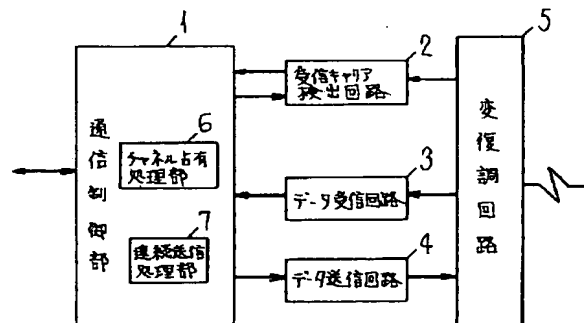 1
通信制御部
6
チャネル占有
処理部
7
連続送信
処理部
2
受信キャリア
検出回路
3
データ受信回路
4
データ送信回路
5
変復調回路